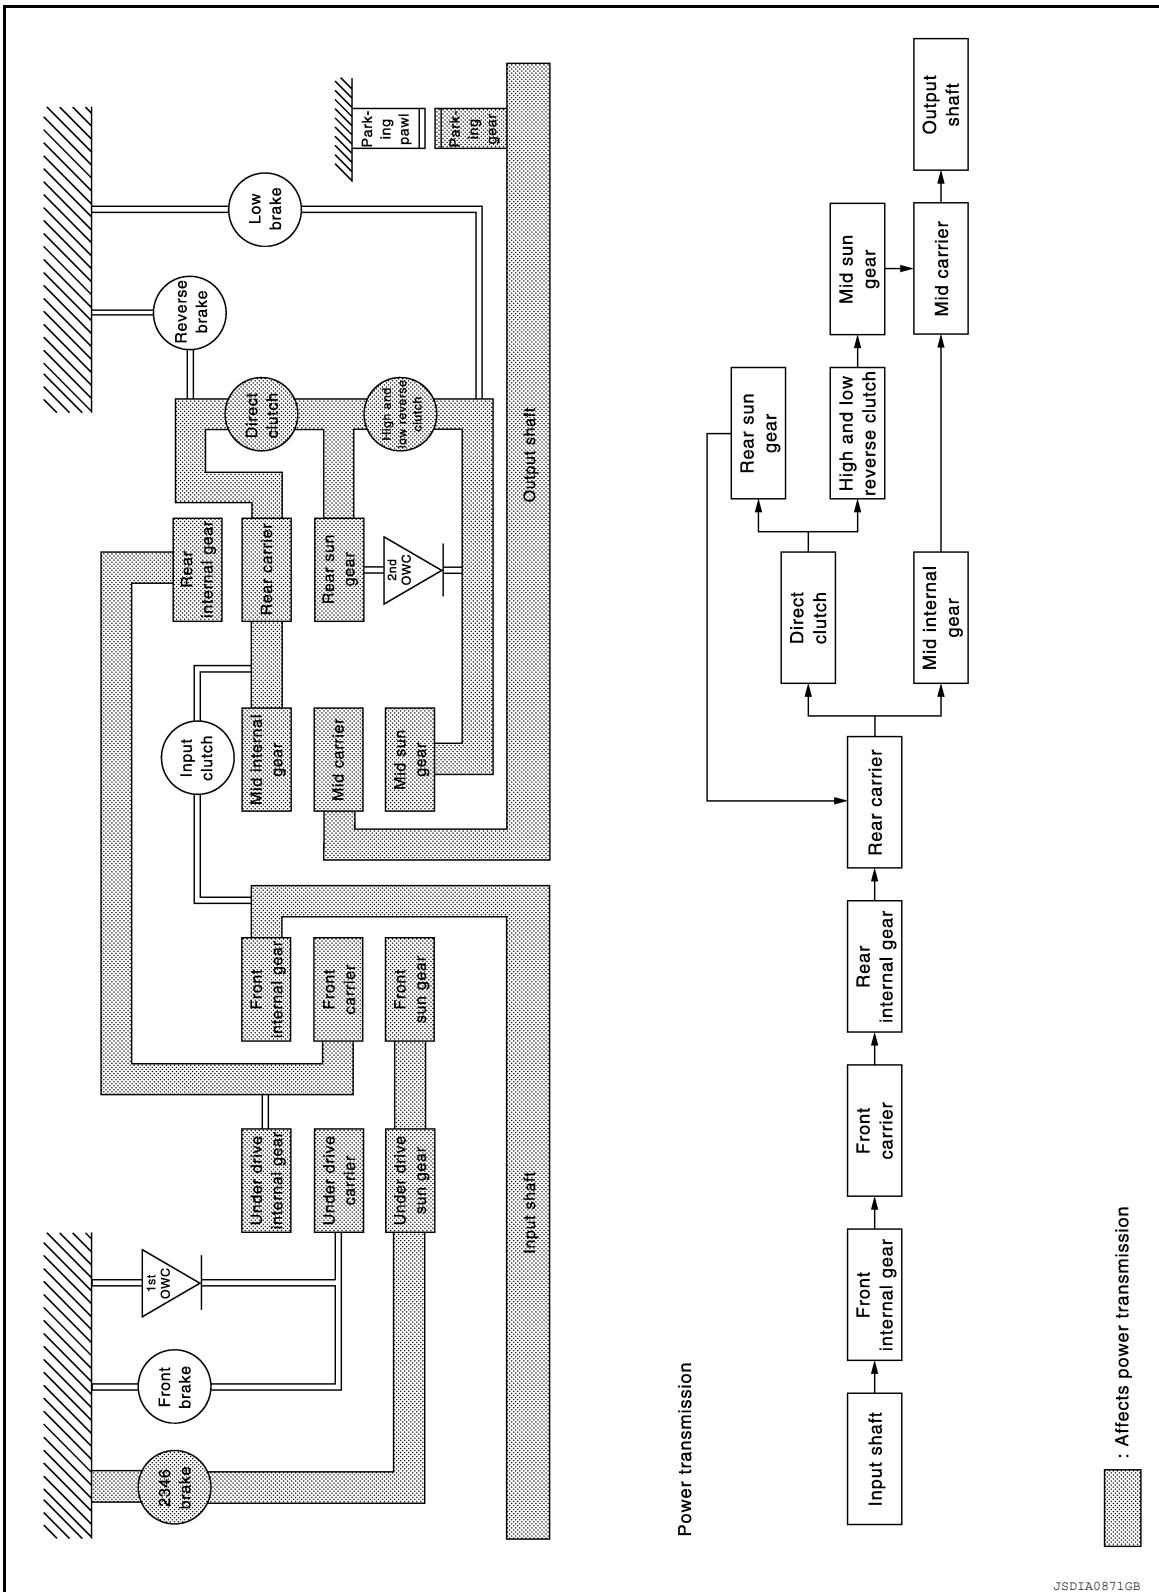 2346
brake
Front
brake
1st
OWC
Under drive
internal gear
Under drive
carrier
Under drive
sun gear
Input shaft
Front
internal gear
Front
carrier
Front
sun gear
Input
clutch
Mid internal
gear
Mid carrier
Mid sun
gear
Rear
internal gear
Rear carrier
Rear sun
gear
2nd
OWC
Direct
clutch
High and
low reverse
clutch
Reverse
brake
Low
brake
Park-
ing
pawl
Park-
ing
gear
Output shaft
Power transmission
Input shaft
Front
internal gear
Front
carrier
Rear
internal gear
Rear carrier
Direct
clutch
Mid internal
gear
Rear sun
gear
High and low
reverse clutch
Mid sun
gear
Mid carrier
Output
shaft
: Affects power transmission
JSDIA0871GB